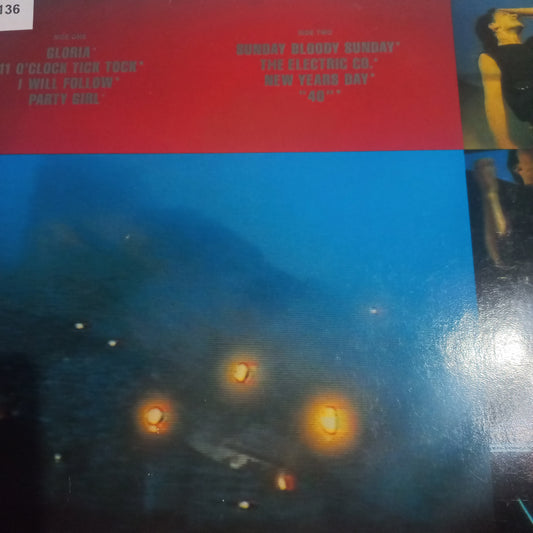 136
SIDE ONE
GLORIA*
11 O'CLOCK TICK TOCK*
I WILL FOLLOW*
PARTY GIRL*
SIDE TWO
SUNDAY BLOODY SUNDAY*
THE ELECTRIC CO.*
NEW YEARS DAY*
"40"*